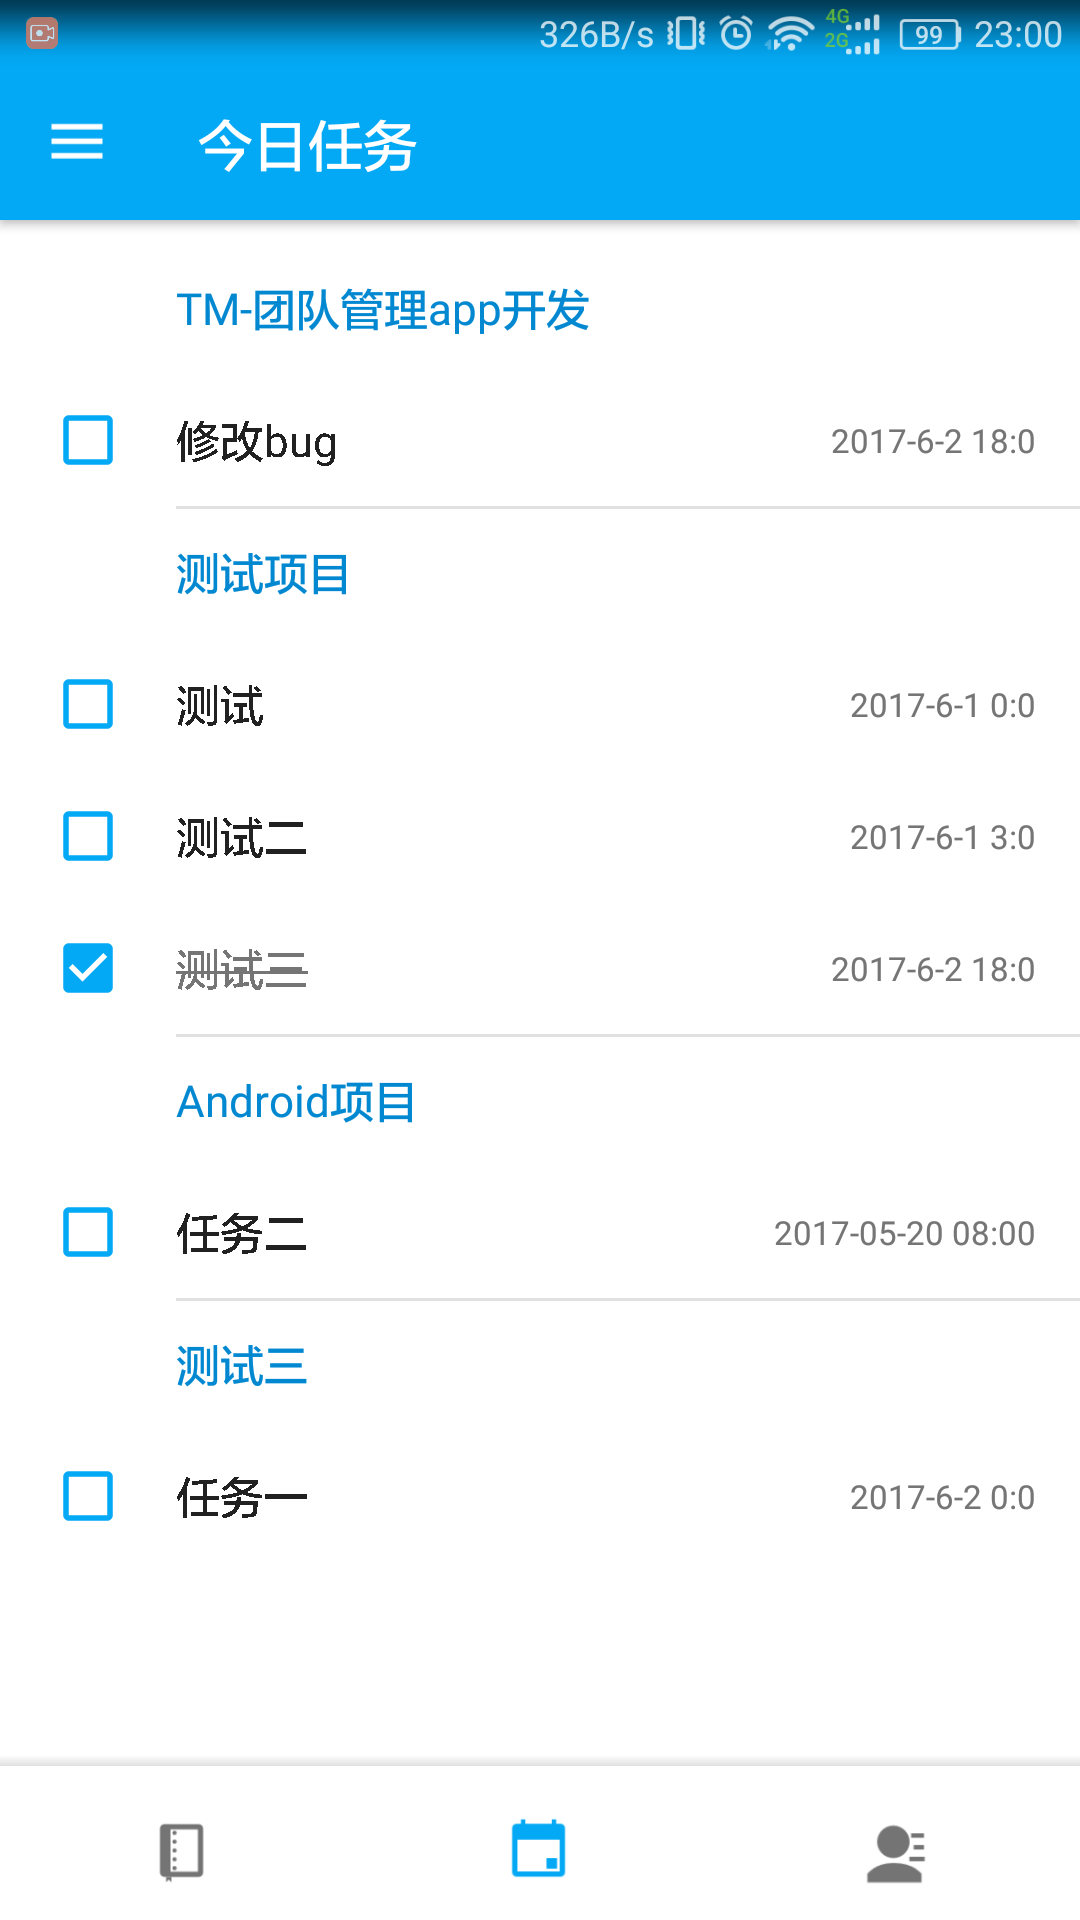 326B/s 4G 2G 99 23:00
今日任务
TM-团队管理app开发
修改bug 2017-6-2 18:0
测试项目
测试 2017-6-1 0:0
测试二 2017-6-1 3:0
测试三 2017-6-2 18:0
Android项目
任务二 2017-05-20 08:00
测试三
任务一 2017-6-2 0:0